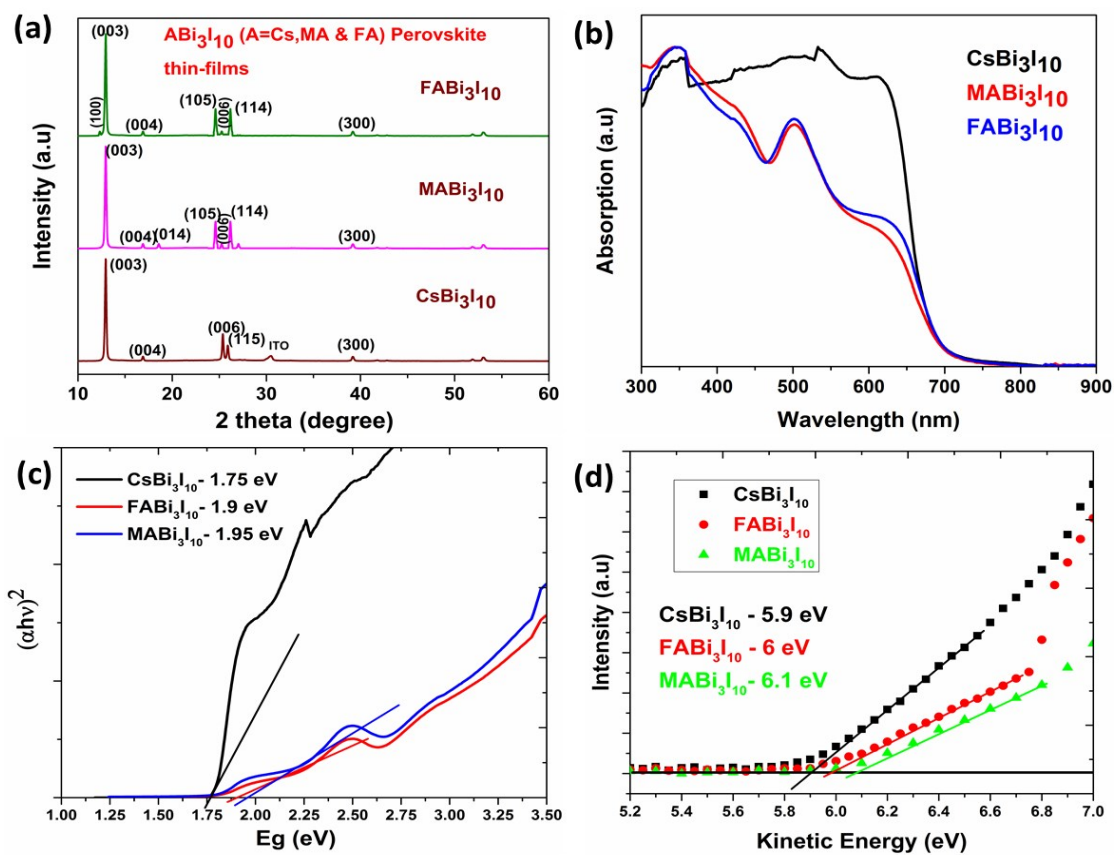 (a)
(003)
ABi₃I₁₀ (A=Cs,MA & FA) Perovskite
thin-films
FABi₃I₁₀
(100)
(004)
(105)
(006)
(114)
(300)
(003)
MABi₃I₁₀
(004)
(014)
(105)
(006)
(114)
(300)
(003)
CsBi₃I₁₀
(004)
(006)
(115)
ITO
(300)
Intensity (a.u)
10 20 30 40 50 60
2 theta (degree)
(b)
CsBi₃I₁₀
MABi₃I₁₀
FABi₃I₁₀
Absorption (a.u)
300 400 500 600 700 800 900
Wavelength (nm)
(c)
CsBi₃I₁₀- 1.75 eV
FABi₃I₁₀- 1.9 eV
MABi₃I₁₀- 1.95 eV
(αhν)²
1.00 1.25 1.50 1.75 2.00 2.25 2.50 2.75 3.00 3.25 3.50
Eg (eV)
(d)
CsBi₃I₁₀
FABi₃I₁₀
MABi₃I₁₀
CsBi₃I₁₀ - 5.9 eV
FABi₃I₁₀ - 6 eV
MABi₃I₁₀- 6.1 eV
Intensity (a.u)
5.2 5.4 5.6 5.8 6.0 6.2 6.4 6.6 6.8 7.0
Kinetic Energy (eV)